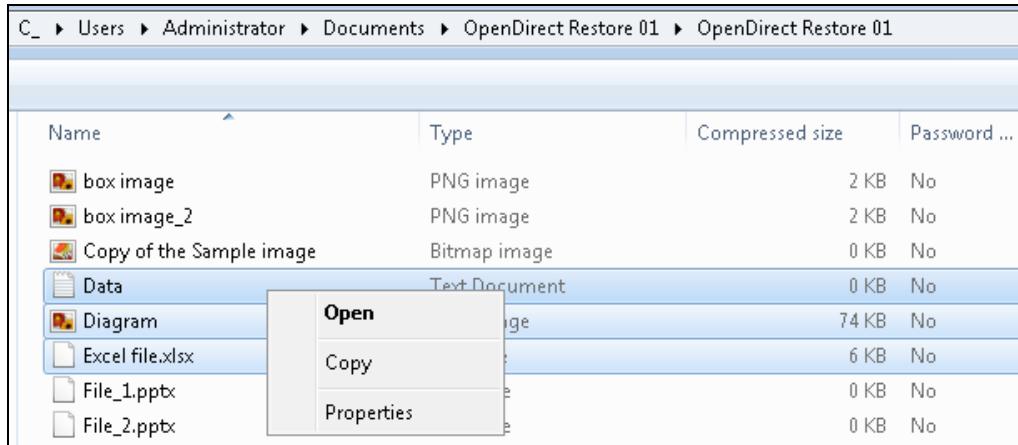 C_ ▸ Users ▸ Administrator ▸ Documents ▸ OpenDirect Restore 01 ▸ OpenDirect Restore 01
Name Type Compressed size Password ...
box image PNG image 2 KB No
box image_2 PNG image 2 KB No
Copy of the Sample image Bitmap image 0 KB No
Data Text Document 0 KB No
Diagram 74 KB No
Open
Excel file.xlsx 6 KB No
Copy
File_1.pptx 0 KB No
Properties
File_2.pptx 0 KB No